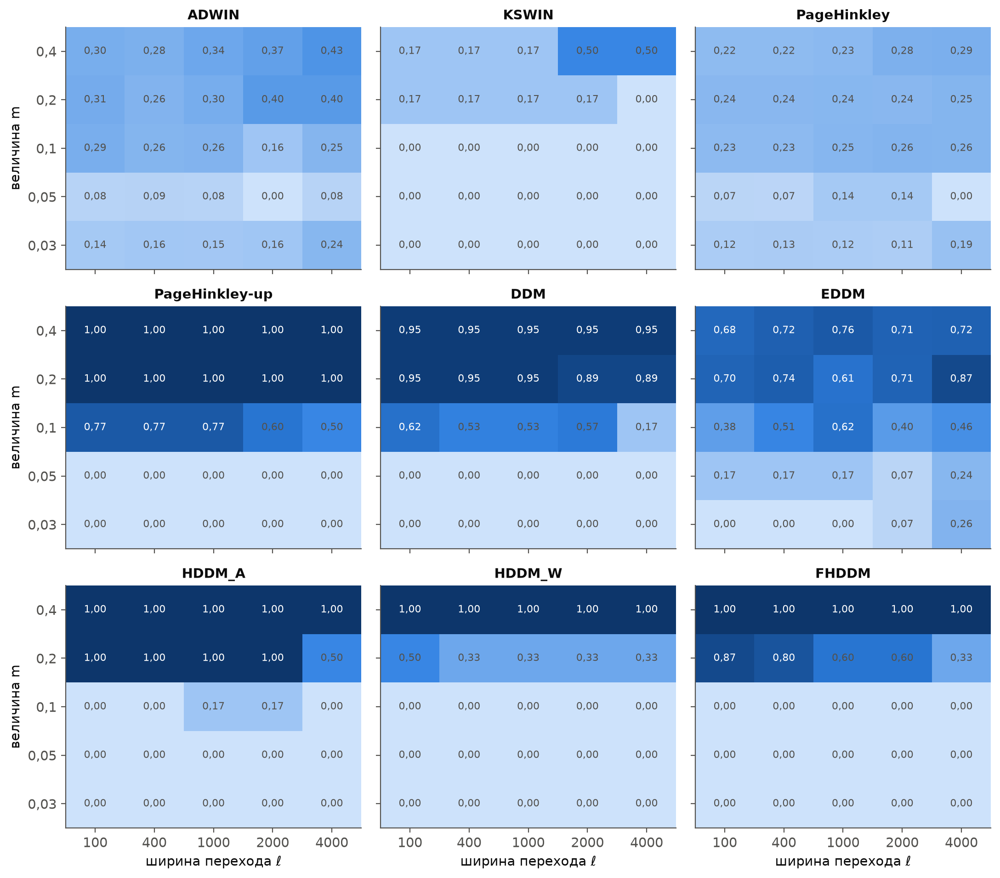 ADWIN KSWIN PageHinkley
0,4 0,30 0,28 0,34 0,37 0,43 0,17 0,17 0,17 0,50 0,50 0,22 0,22 0,23 0,28 0,29
0,2 0,31 0,26 0,30 0,40 0,40 0,17 0,17 0,17 0,17 0,00 0,24 0,24 0,24 0,24 0,25
0,1 0,29 0,26 0,26 0,16 0,25 0,00 0,00 0,00 0,00 0,00 0,23 0,23 0,25 0,26 0,26
0,05 0,08 0,09 0,08 0,00 0,08 0,00 0,00 0,00 0,00 0,00 0,07 0,07 0,14 0,14 0,00
0,03 0,14 0,16 0,15 0,16 0,24 0,00 0,00 0,00 0,00 0,00 0,12 0,13 0,12 0,11 0,19
величина m
PageHinkley-up DDM EDDM
0,4 1,00 1,00 1,00 1,00 1,00 0,95 0,95 0,95 0,95 0,95 0,68 0,72 0,76 0,71 0,72
0,2 1,00 1,00 1,00 1,00 1,00 0,95 0,95 0,95 0,89 0,89 0,70 0,74 0,61 0,71 0,87
0,1 0,77 0,77 0,77 0,60 0,50 0,62 0,53 0,53 0,57 0,17 0,38 0,51 0,62 0,40 0,46
0,05 0,00 0,00 0,00 0,00 0,00 0,00 0,00 0,00 0,00 0,00 0,17 0,17 0,17 0,07 0,24
0,03 0,00 0,00 0,00 0,00 0,00 0,00 0,00 0,00 0,00 0,00 0,00 0,00 0,00 0,07 0,26
величина m
HDDM_A HDDM_W FHDDM
0,4 1,00 1,00 1,00 1,00 1,00 1,00 1,00 1,00 1,00 1,00 1,00 1,00 1,00 1,00 1,00
0,2 1,00 1,00 1,00 1,00 0,50 0,50 0,33 0,33 0,33 0,33 0,87 0,80 0,60 0,60 0,33
0,1 0,00 0,00 0,17 0,17 0,00 0,00 0,00 0,00 0,00 0,00 0,00 0,00 0,00 0,00 0,00
0,05 0,00 0,00 0,00 0,00 0,00 0,00 0,00 0,00 0,00 0,00 0,00 0,00 0,00 0,00 0,00
0,03 0,00 0,00 0,00 0,00 0,00 0,00 0,00 0,00 0,00 0,00 0,00 0,00 0,00 0,00 0,00
величина m
100 400 1000 2000 4000 100 400 1000 2000 4000 100 400 1000 2000 4000
ширина перехода ℓ ширина перехода ℓ ширина перехода ℓ